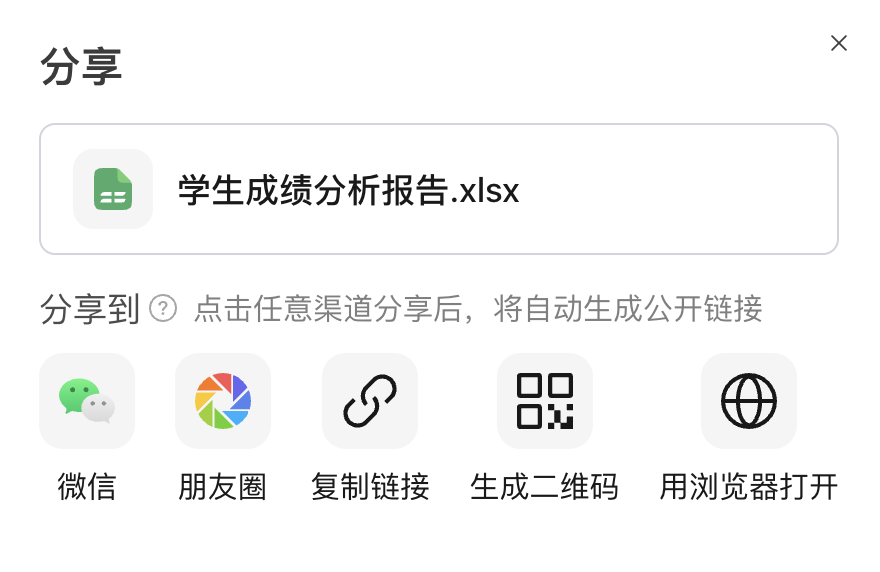 分享
学生成绩分析报告.xlsx
分享到 ? 点击任意渠道分享后，将自动生成公开链接
微信 朋友圈 复制链接 生成二维码 用浏览器打开